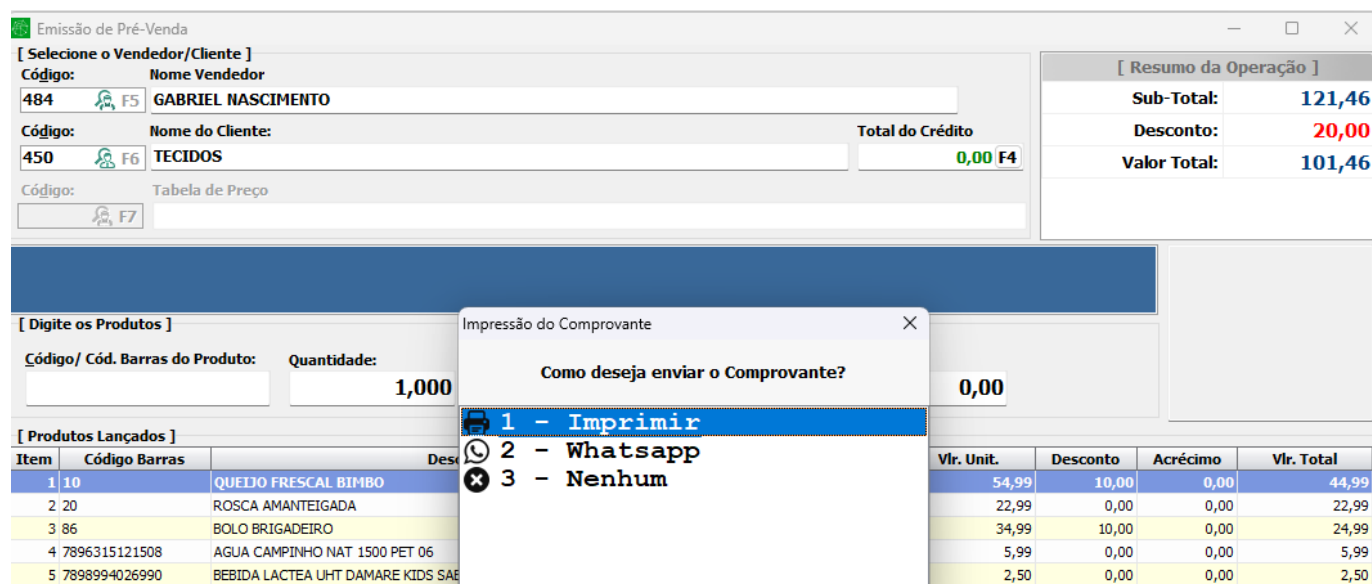 Emissão de Pré-Venda
[ Selecione o Vendedor/Cliente ]
Código: Nome Vendedor
484 F5 GABRIEL NASCIMENTO
Código: Nome do Cliente: Total do Crédito
450 F6 TECIDOS 0,00 F4
Código: Tabela de Preço
F7
[ Resumo da Operação ]
Sub-Total: 121,46
Desconto: 20,00
Valor Total: 101,46
[ Digite os Produtos ]
Código/ Cód. Barras do Produto: Quantidade:
1,000 0,00
Impressão do Comprovante
Como deseja enviar o Comprovante?
1 - Imprimir
2 - Whatsapp
3 - Nenhum
[ Produtos Lançados ]
Item Código Barras Vlr. Unit. Desconto Acrécimo Vlr. Total
1 10 QUEIJO FRESCAL BIMBO 54,99 10,00 0,00 44,99
2 20 ROSCA AMANTEIGADA 22,99 0,00 0,00 22,99
3 86 BOLO BRIGADEIRO 34,99 10,00 0,00 24,99
4 7896315121508 AGUA CAMPINHO NAT 1500 PET 06 5,99 0,00 0,00 5,99
5 7898994026990 BEBIDA LACTEA UHT DAMARE KIDS 2,50 0,00 0,00 2,50